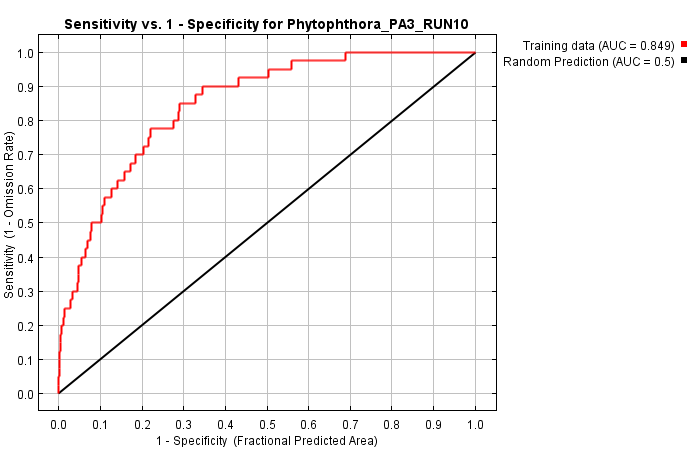 Sensitivity vs. 1 - Specificity for Phytophthora_PA3_RUN10
Training data (AUC = 0.849)
Random Prediction (AUC = 0.5)
Sensitivity (1 - Omission Rate)
1.0
0.9
0.8
0.7
0.6
0.5
0.4
0.3
0.2
0.1
0.0
0.0 0.1 0.2 0.3 0.4 0.5 0.6 0.7 0.8 0.9 1.0
1 - Specificity (Fractional Predicted Area)